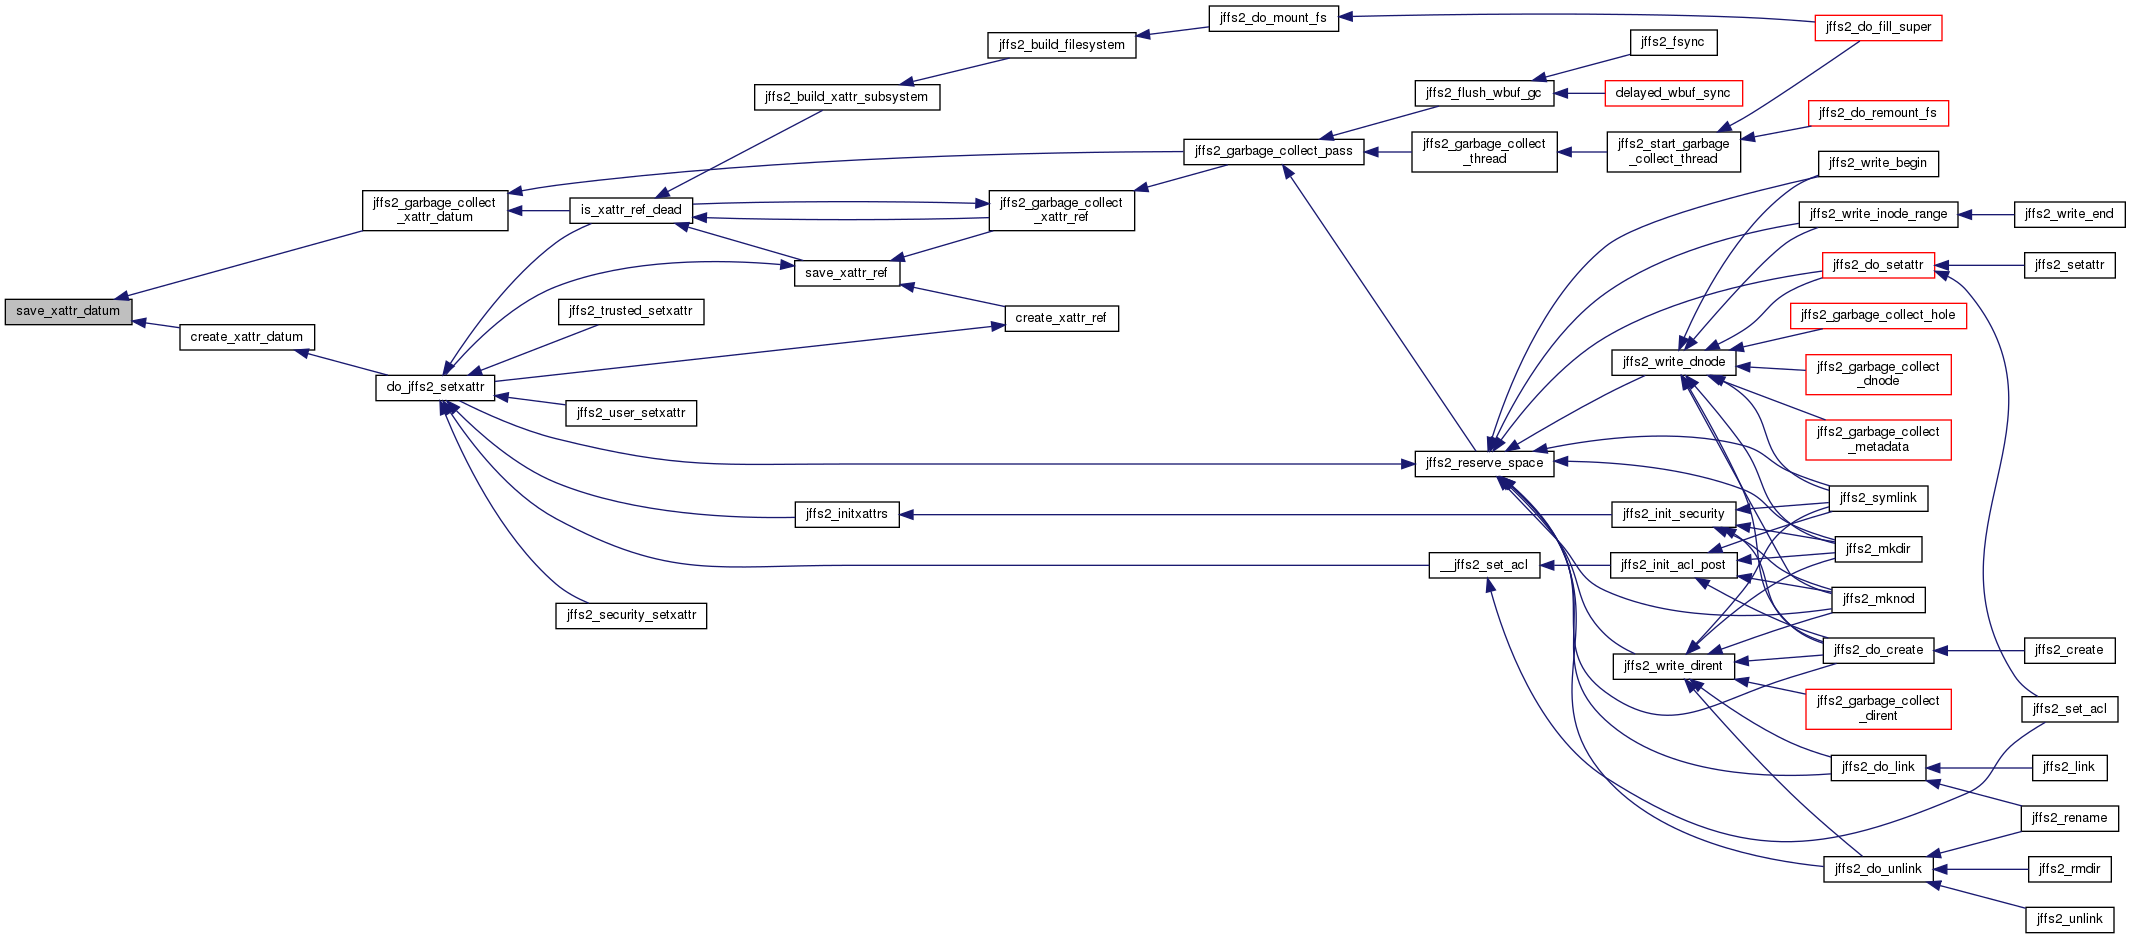 save_xattr_datum
jffs2_garbage_collect
_xattr_datum
create_xattr_datum
do_jffs2_setxattr
is_xattr_ref_dead
jffs2_trusted_setxattr
jffs2_user_setxattr
jffs2_security_setxattr
jffs2_build_xattr_subsystem
save_xattr_ref
jffs2_initxattrs
jffs2_build_filesystem
jffs2_garbage_collect
_xattr_ref
create_xattr_ref
jffs2_do_mount_fs
jffs2_garbage_collect_pass
jffs2_flush_wbuf_gc
jffs2_garbage_collect
_thread
jffs2_reserve_space
__jffs2_set_acl
jffs2_fsync
delayed_wbuf_sync
jffs2_start_garbage
_collect_thread
jffs2_write_dnode
jffs2_init_security
jffs2_init_acl_post
jffs2_write_dirent
jffs2_do_fill_super
jffs2_do_remount_fs
jffs2_write_begin
jffs2_write_inode_range
jffs2_do_setattr
jffs2_garbage_collect_hole
jffs2_garbage_collect
_dnode
jffs2_garbage_collect
_metadata
jffs2_symlink
jffs2_mkdir
jffs2_mknod
jffs2_do_create
jffs2_garbage_collect
_dirent
jffs2_do_link
jffs2_do_unlink
jffs2_write_end
jffs2_setattr
jffs2_create
jffs2_set_acl
jffs2_link
jffs2_rename
jffs2_rmdir
jffs2_unlink